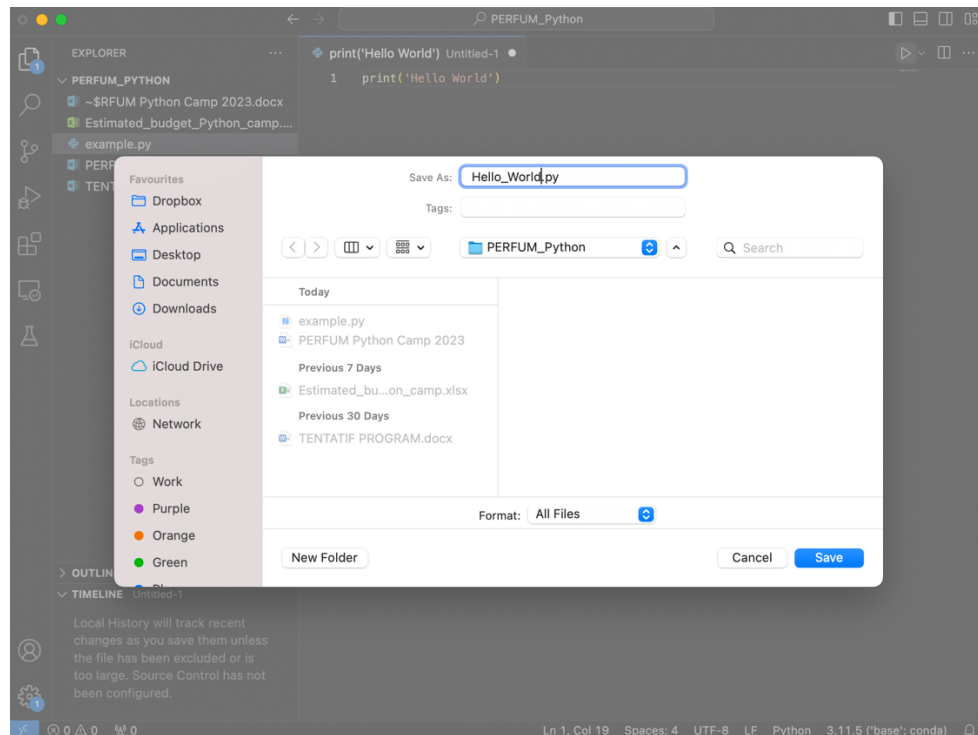 PERFUM_Python
EXPLORER
print('Hello World') Untitled-1
PERFUM_PYTHON
1 print('Hello World')
~$RFUM Python Camp 2023.docx
Estimated_budget_Python_camp....
example.py
PERF
TENT
Favourites
Dropbox
Applications
Desktop
Documents
Downloads
iCloud
iCloud Drive
Locations
Network
Tags
Work
Purple
Orange
Green
Save As: Hello_World.py
Tags:
PERFUM_Python
Search
Today
example.py
PERFUM Python Camp 2023
Previous 7 Days
Estimated_bu...on_camp.xlsx
Previous 30 Days
TENTATIF PROGRAM.docx
Format: All Files
New Folder
Cancel
Save
OUTLIN
TIMELINE Untitled-1
Local History will track recent
changes as you save them unless
the file has been excluded or is
too large. Source Control has not
been configured.
1
1
0 0 0
Ln 1, Col 19 Spaces: 4 UTF-8 LF Python 3.11.5 ('base': conda)